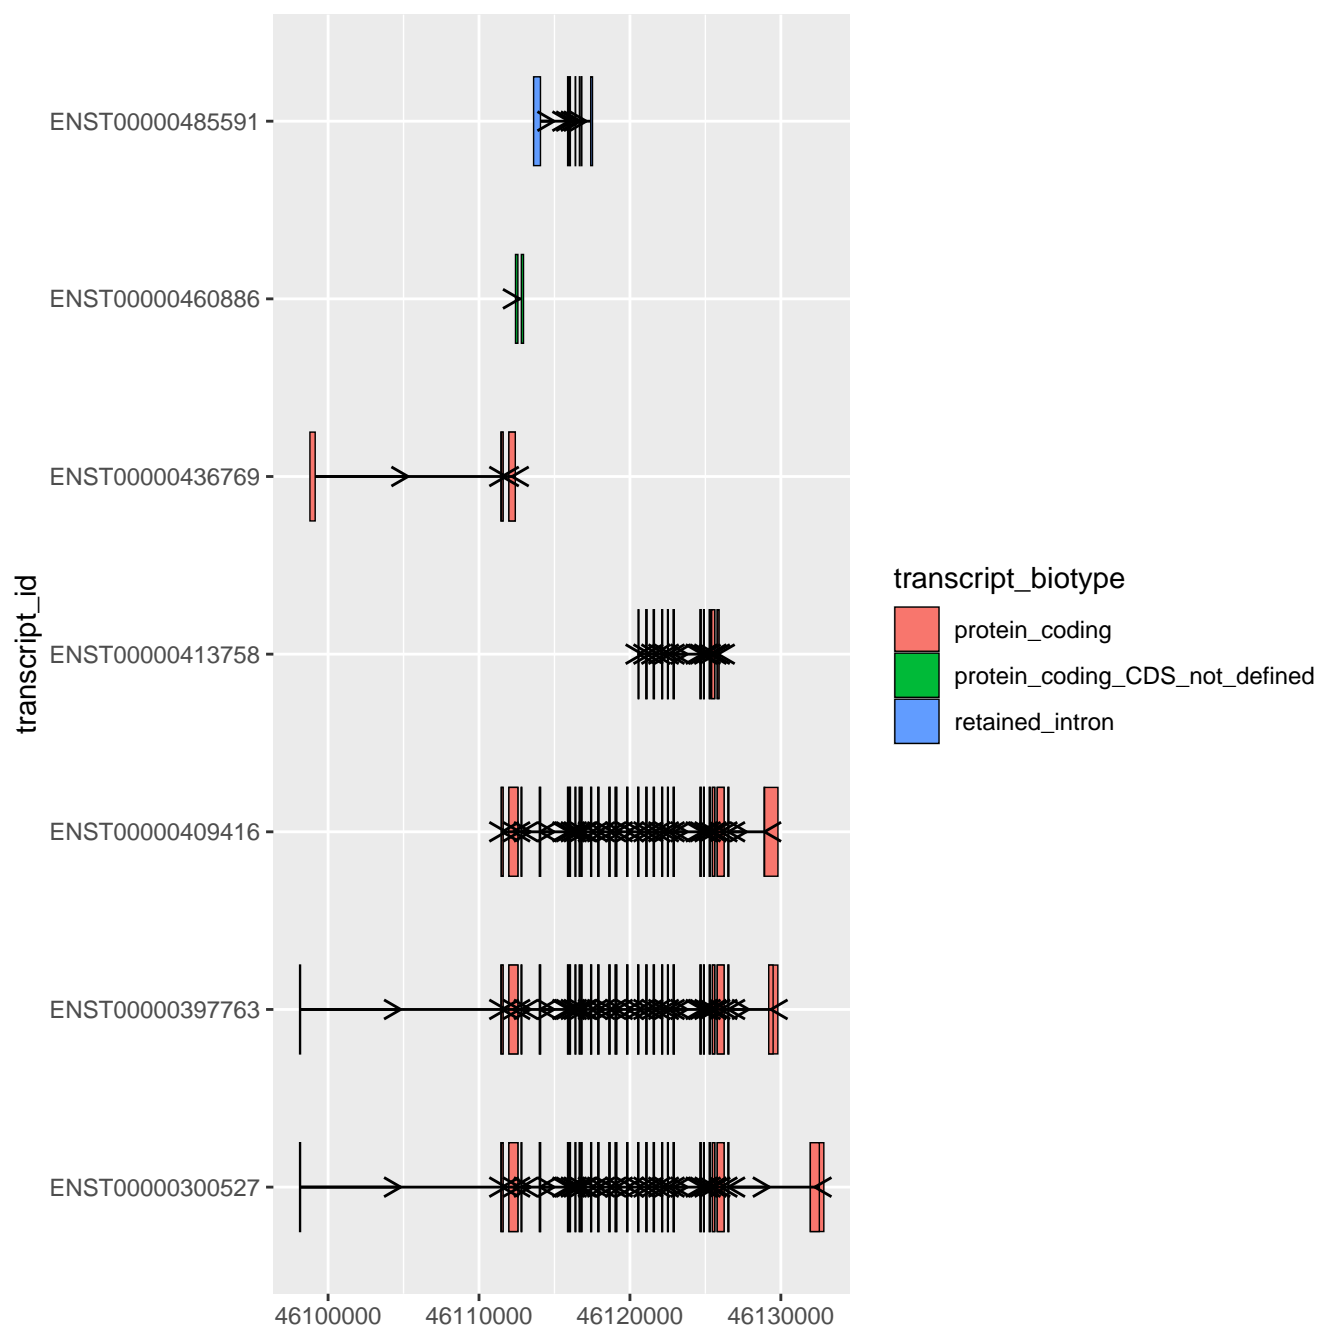 ENST00000485591
ENST00000460886
ENST00000436769
ENST00000413758
ENST00000409416
ENST00000397763
ENST00000300527
transcript_id
46100000
46110000
46120000
46130000
transcript_biotype
protein_coding
protein_coding_CDS_not_defined
retained_intron